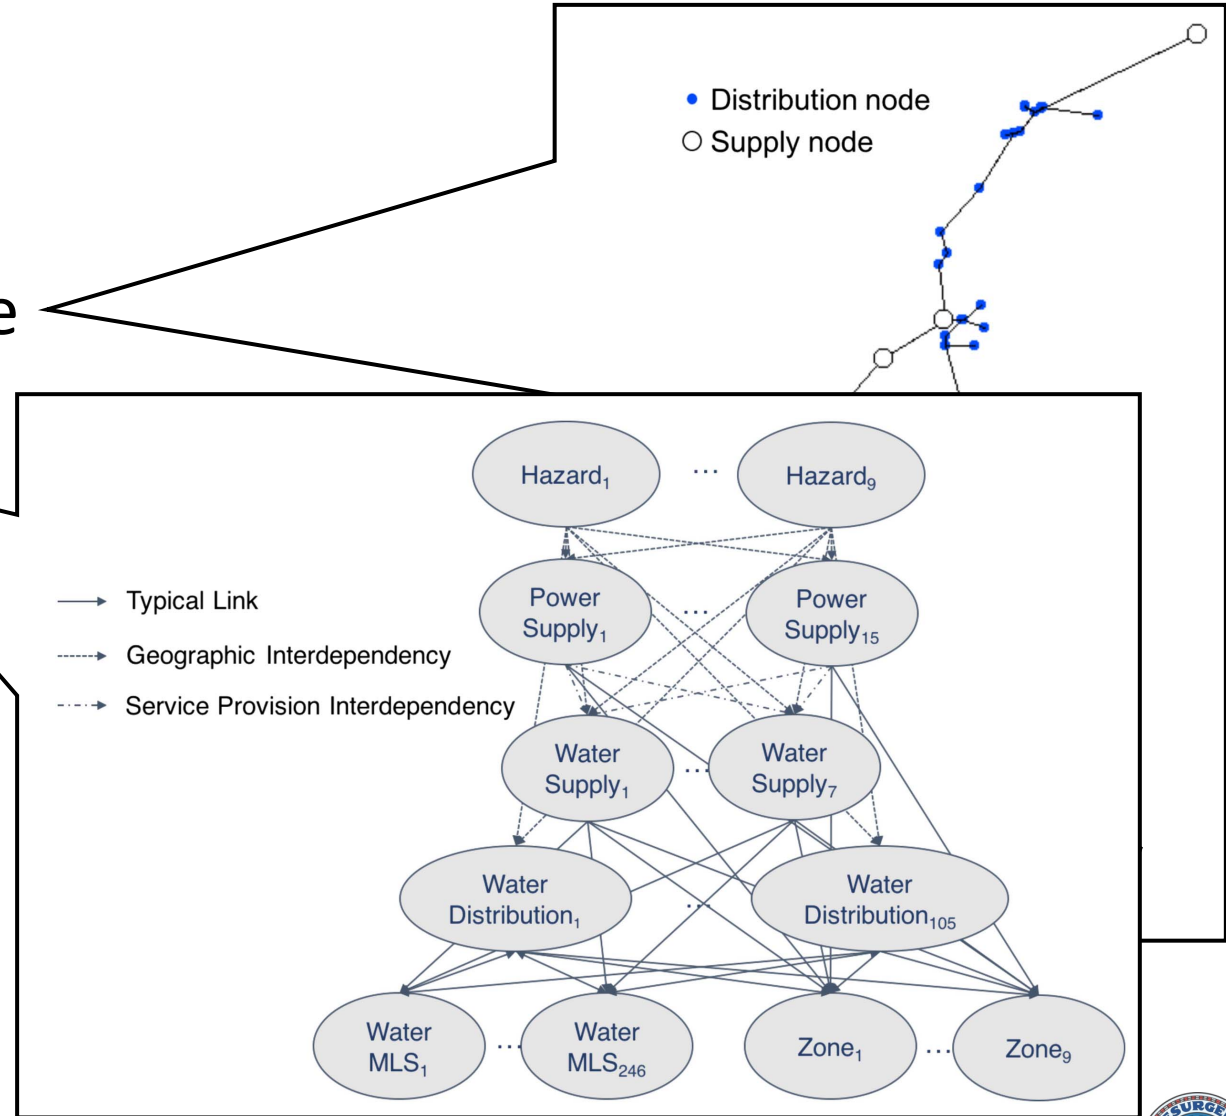 Distribution node
Supply node
e
Hazard₁ ... Hazard₉
Power Supply₁ ... Power Supply₁₅
Typical Link
Geographic Interdependency
Service Provision Interdependency
Water Supply₁ ... Water Supply₇
Water Distribution₁ ... Water Distribution₁₀₅
Water MLS₁ ... Water MLS₂₄₆
Zone₁ ... Zone₉
SURGE